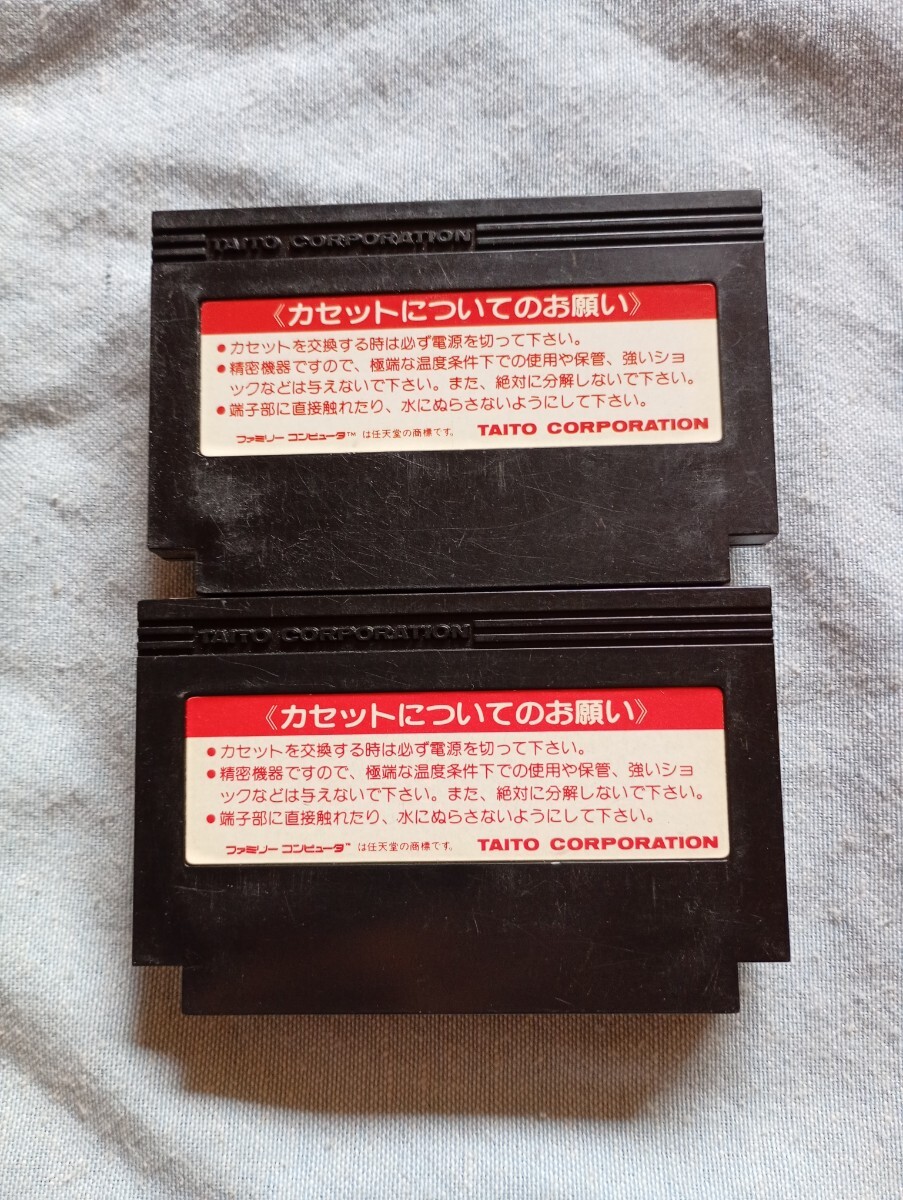 TAITO CORPORATION
《カセットについてのお願い》
●カセットを交換する時は必ず電源を切って下さい。
●精密機器ですので、極端な温度条件下での使用や保管、強いショ
ックなどは与えないで下さい。また、絶対に分解しないで下さい。
●端子部に直接触れたり、水にぬらさないようにして下さい。
ファミリー コンピュータ™ は任天堂の商標です。 TAITO CORPORATION
TAITO CORPORATION
《カセットについてのお願い》
●カセットを交換する時は必ず電源を切って下さい。
●精密機器ですので、極端な温度条件下での使用や保管、強いショ
ックなどは与えないで下さい。また、絶対に分解しないで下さい。
●端子部に直接触れたり、水にぬらさないようにして下さい。
ファミリー コンピュータ™ は任天堂の商標です。 TAITO CORPORATION